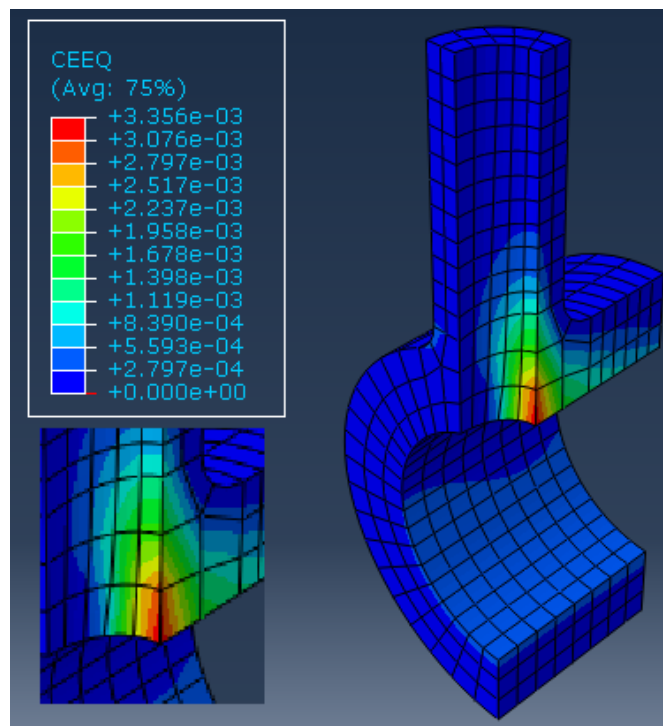 CEEQ
(Avg: 75%)
+3.356e-03
+3.076e-03
+2.797e-03
+2.517e-03
+2.237e-03
+1.958e-03
+1.678e-03
+1.398e-03
+1.119e-03
+8.390e-04
+5.593e-04
+2.797e-04
+0.000e+00